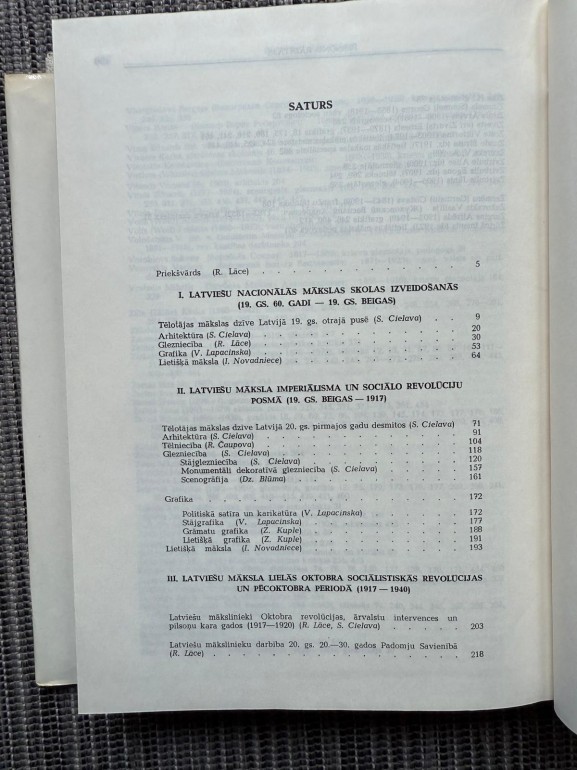 SATURS
Priekšvārds (R. Lāce) . . . . . . . . . . . . . 5
I. LATVIEŠU NACIONĀLĀS MĀKSLAS SKOLAS IZVEIDOŠANĀS
(19. GS. 60. GADI — 19. GS. BEIGAS)
Tēlotājas mākslas dzīve Latvijā 19. gs. otrajā pusē (S. Cielava) . . 9
Arhitektūra (S. Cielava) . . . . . . . . . . . . 20
Glezniecība (R. Lāce) . . . . . . . . . . . . 30
Grafika (V. Lapacinska) . . . . . . . . . . . . 53
Lietišķā māksla (I. Novadniece) . . . . . . . . . . 64
II. LATVIEŠU MĀKSLA IMPERIĀLISMA UN SOCIĀLO REVOLŪCIJU
POSMĀ (19. GS. BEIGAS — 1917)
Tēlotājas mākslas dzīve Latvijā 20. gs. pirmajos gadu desmitos (S. Cielava) 71
Arhitektūra (S. Cielava) . . . . . . . . . . . . 91
Tēlniecība (R. Čaupova) . . . . . . . . . . . . 104
Glezniecība (S. Cielava) . . . . . . . . . . . . 118
Stājglezniecība (S. Cielava) . . . . . . . . . . 120
Monumentāli dekoratīvā glezniecība (S. Cielava) . . . . . 157
Scenogrāfija (Dz. Blūma) . . . . . . . . . . . 161
Grafika . . . . . . . . . . . . . . 172
Politiskā satīra un karikatūra (V. Lapacinska) . . . . . . 172
Stājgrafika (V. Lapacinska) . . . . . . . . . . 177
Grāmatu grafika (Z. Kuple) . . . . . . . . . . 188
Lietišķā grafika (Z. Kuple) . . . . . . . . . . 191
Lietišķā māksla (I. Novadniece) . . . . . . . . . . 193
III. LATVIEŠU MĀKSLA LIELĀS OKTOBRA SOCIĀLISTISKĀS REVOLŪCIJAS
UN PĒCOKTOBRA PERIODĀ (1917 — 1940)
Latviešu mākslinieki Oktobra revolūcijas, ārvalstu intervences un
pilsoņu kara gados (1917—1920) (R. Lāce, S. Cielava) . . . . . 203
Latviešu mākslinieku darbība 20. gs. 20.—30. gados Padomju Savienībā
(R. Lāce) . . . . . . . . . . . . . . 218